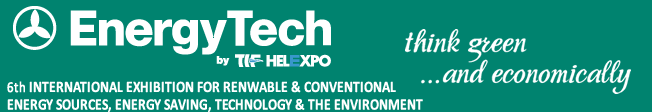 EnergyTech
by TIF HELEXPO
think green
...and economically
6th INTERNATIONAL EXHIBITION FOR RENWABLE & CONVENTIONAL
ENERGY SOURCES, ENERGY SAVING, TECHNOLOGY & THE ENVIRONMENT